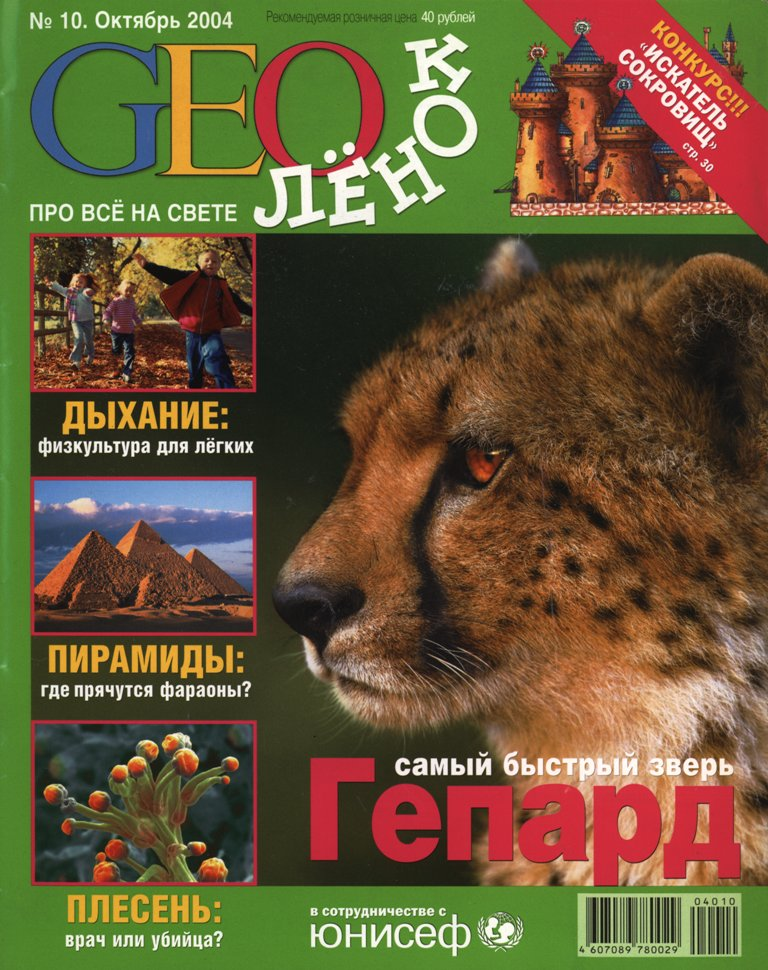 № 10. Октябрь 2004
Рекомендуемая розничная цена 40 рублей
GEO
ЛЁНОК
ПРО ВСЁ НА СВЕТЕ
КОНКУРС!!!
«ИСКАТЕЛЬ
СОКРОВИЩ»
стр. 30
ДЫХАНИЕ:
физкультура для лёгких
ПИРАМИДЫ:
где прячутся фараоны?
ПЛЕСЕНЬ:
врач или убийца?
самый быстрый зверь
Гепард
в сотрудничестве с
ЮНИСЕФ
04010
4 607089 780029